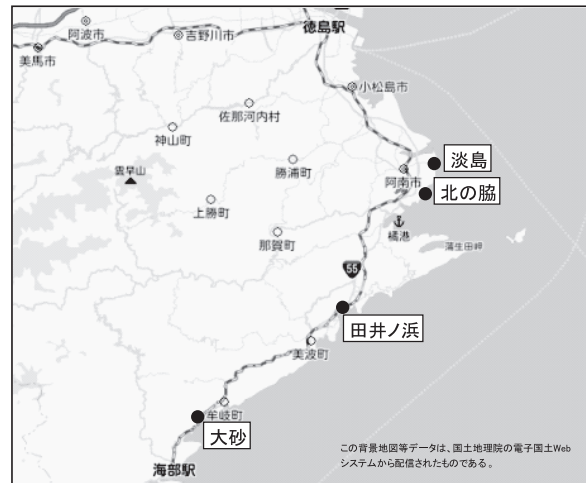 徳島駅
阿波市
吉野川市
美馬市
小松島市
佐那河内村
神山町
雲早山
勝浦町
淡島
阿南市
北の脇
上勝町
橘港
那賀町
蒲生田岬
55
田井ノ浜
美波町
牟岐町
大砂
海部駅
この背景地図等データは、国土地理院の電子国土Web
システムから配信されたものである。